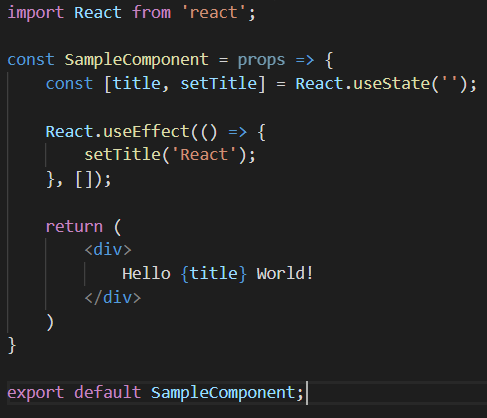 import React from 'react';
const SampleComponent = props => {
    const [title, setTitle] = React.useState('');
    React.useEffect(() => {
        setTitle('React');
    }, []);
    return (
        <div>
            Hello {title} World!
        </div>
    )
}
export default SampleComponent;